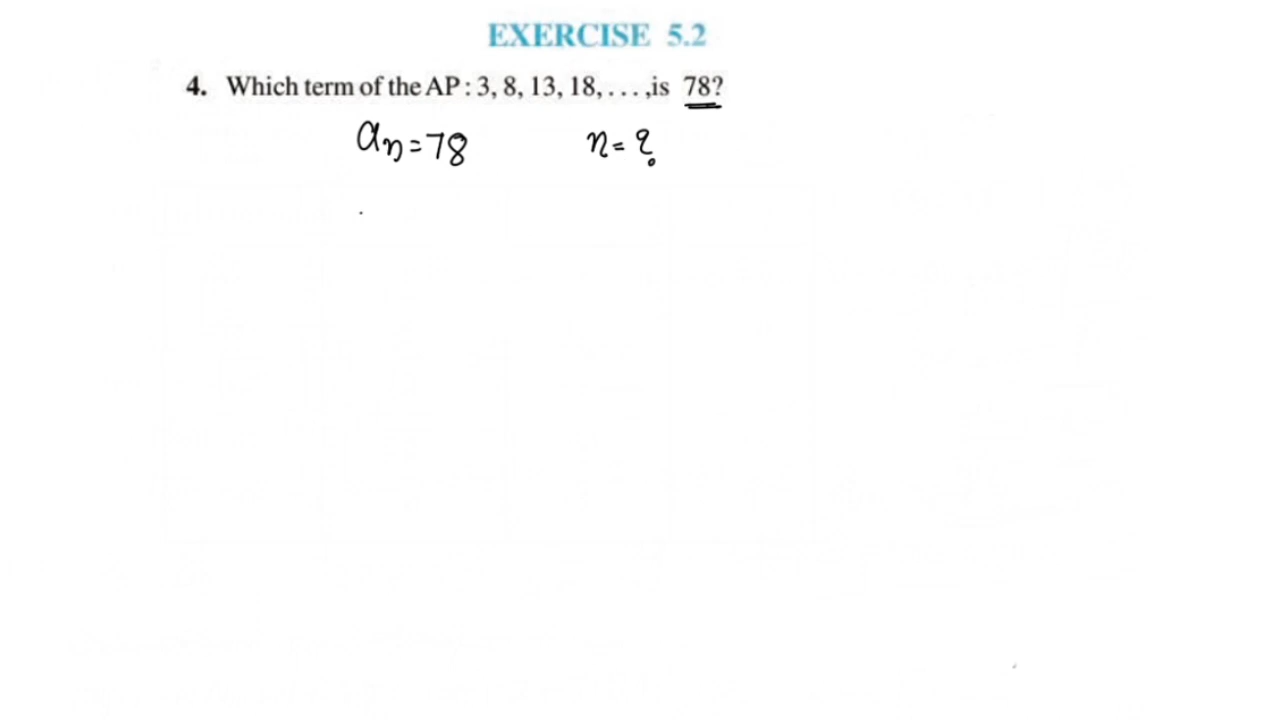 EXERCISE 5.2
4. Which term of the AP : 3, 8, 13, 18, . . . ,is 78?
an=78 n=?